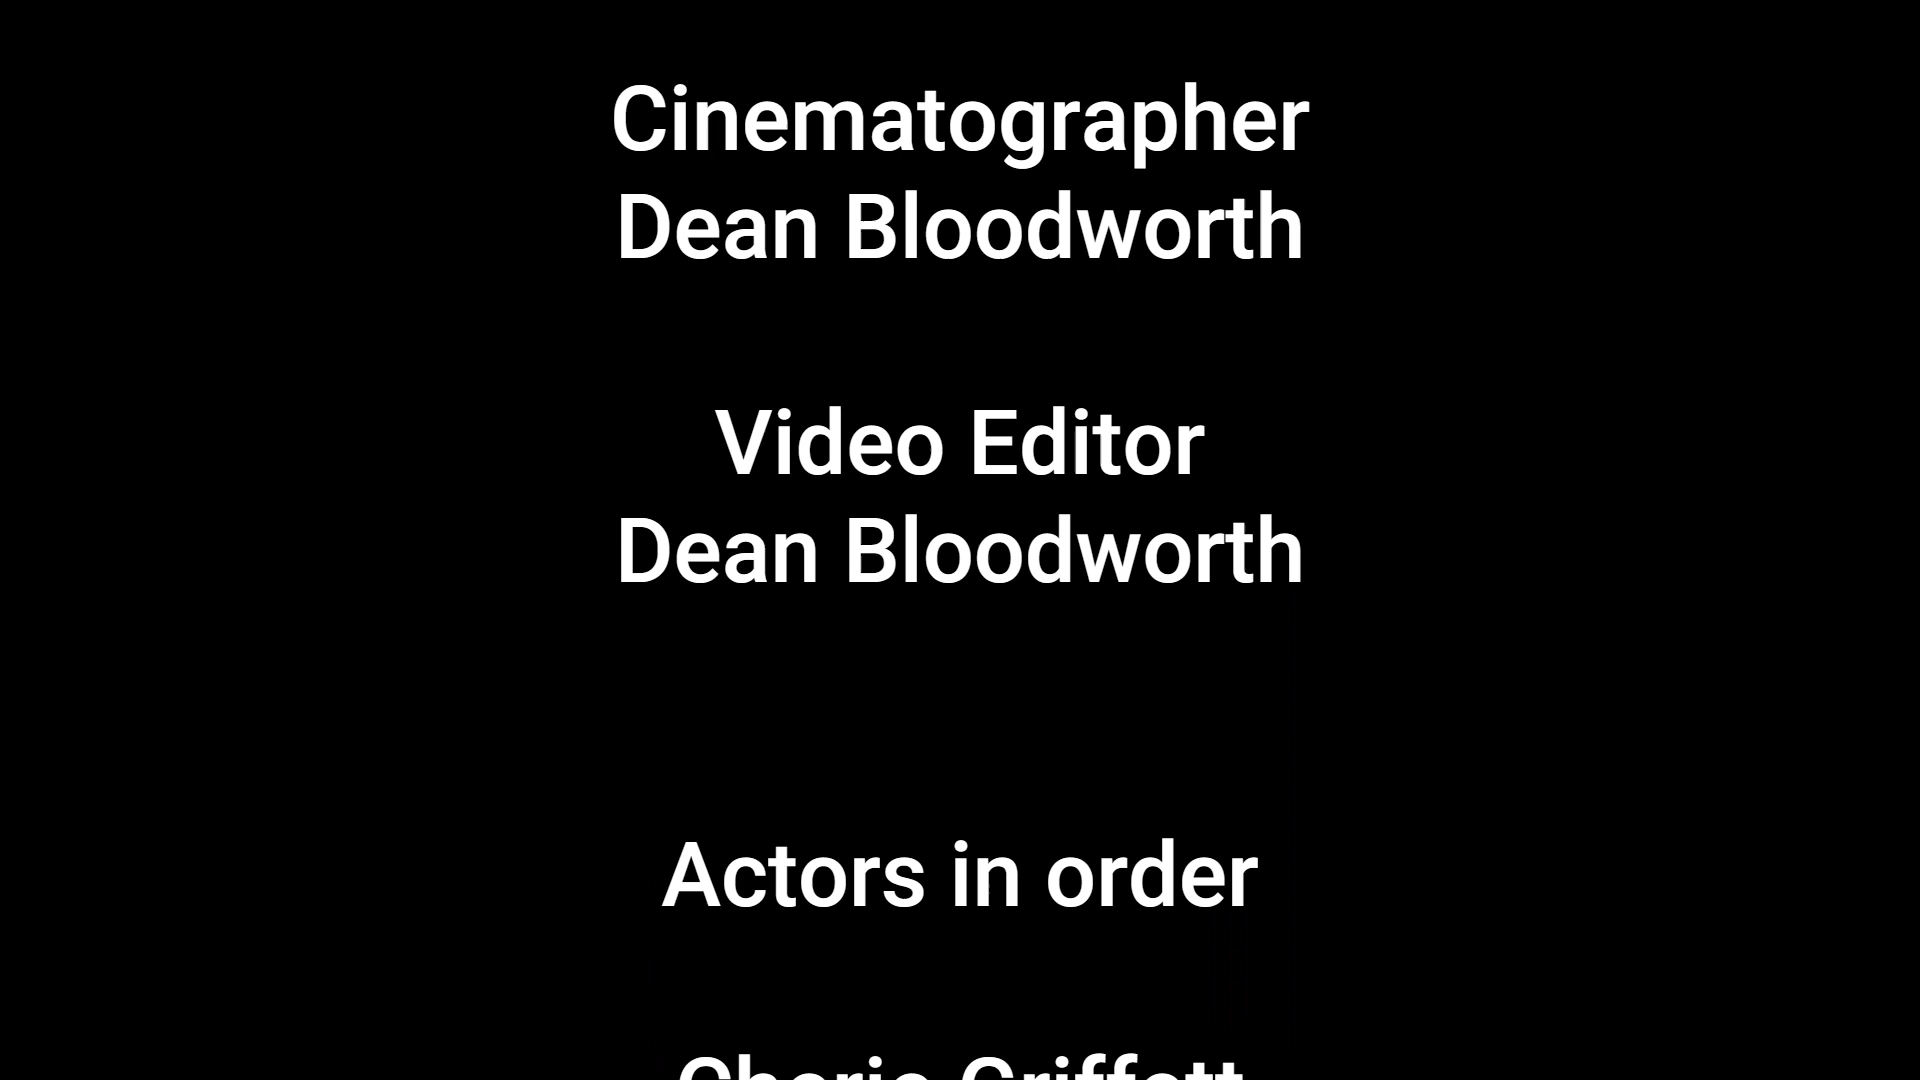 Cinematographer
Dean Bloodworth
Video Editor
Dean Bloodworth
Actors in order